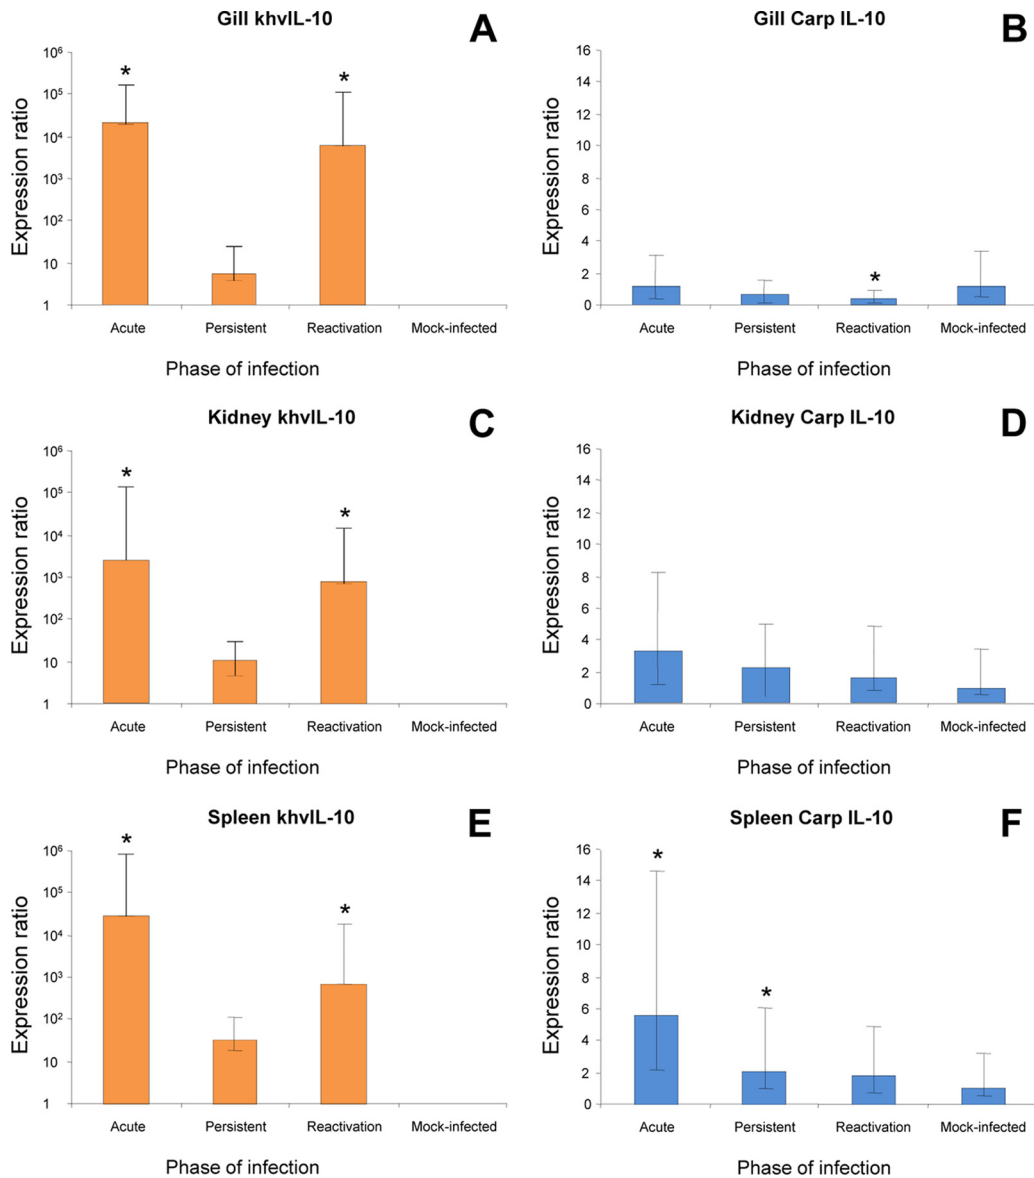 Gill khvIL-10
A
Expression ratio
10⁶
10⁵
10⁴
10³
10²
10
1
*
*
Acute Persistent Reactivation Mock-infected
Phase of infection
Gill Carp IL-10
B
Expression ratio
16
14
12
10
8
6
4
2
0
*
Acute Persistent Reactivation Mock-infected
Phase of infection
Kidney khvIL-10
C
Expression ratio
10⁶
10⁵
10⁴
10³
10²
10
1
*
*
Acute Persistent Reactivation Mock-infected
Phase of infection
Kidney Carp IL-10
D
Expression ratio
16
14
12
10
8
6
4
2
0
Acute Persistent Reactivation Mock-infected
Phase of infection
Spleen khvIL-10
E
Expression ratio
10⁶
10⁵
10⁴
10³
10²
10
1
*
*
Acute Persistent Reactivation Mock-infected
Phase of infection
Spleen Carp IL-10
F
Expression ratio
16
14
12
10
8
6
4
2
0
*
*
Acute Persistent Reactivation Mock-infected
Phase of infection